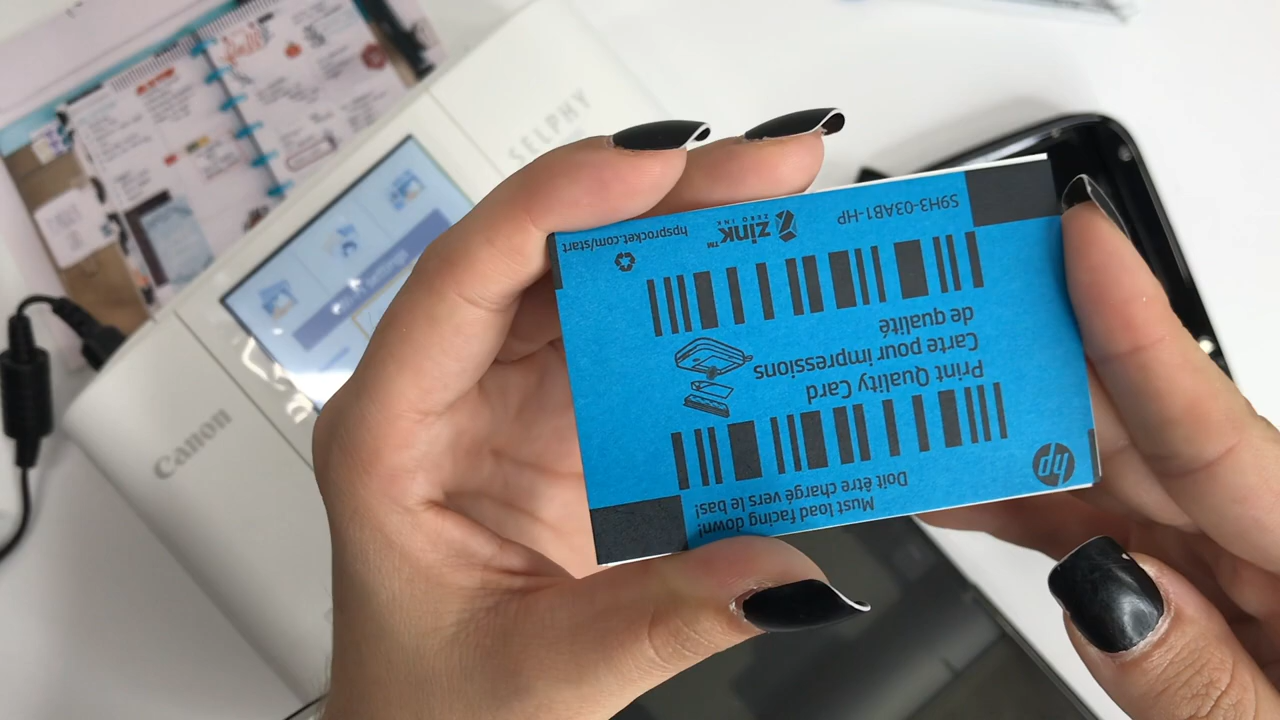 Must load facing down!
Doit être chargé vers le bas!
hp
Print Quality Card
Carte pour impressions
de qualité
S9H3-03AB1-HP
zink™
ZERO INK
hpsprocket.com/start
Canon
SELPHY